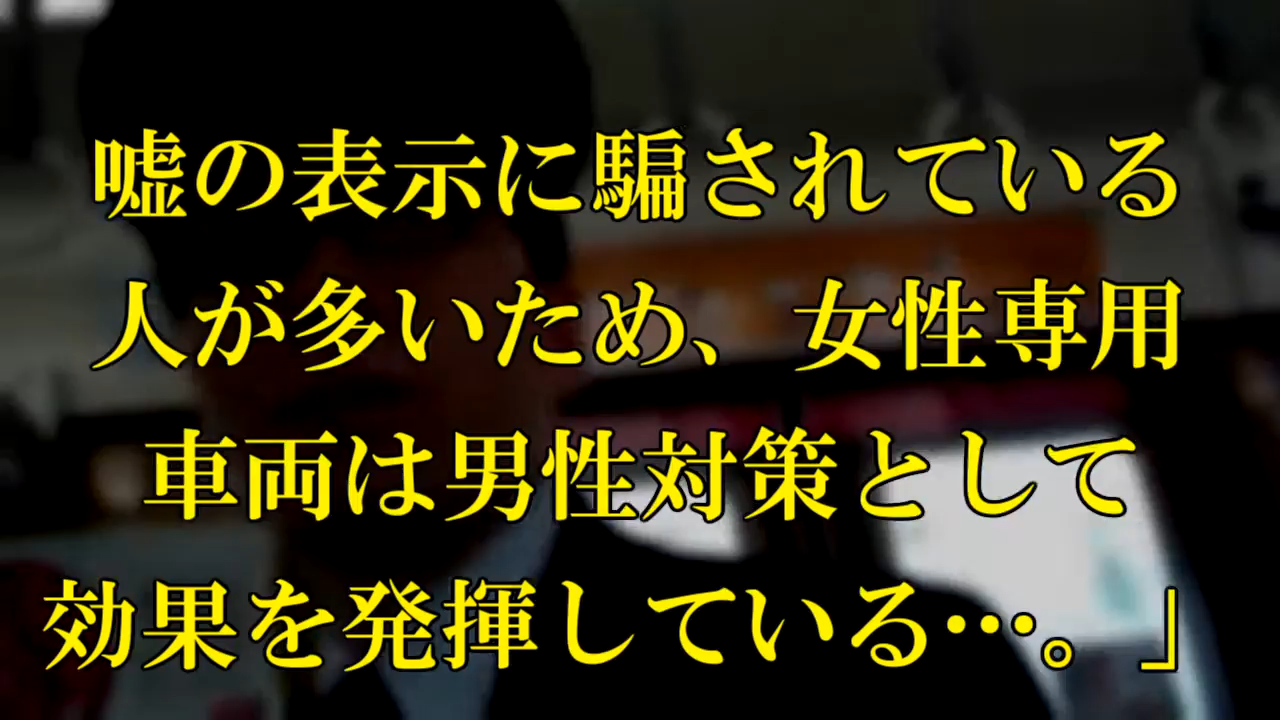 嘘の表示に騙されている
人が多いため、女性専用
車両は男性対策として
効果を発揮している…。」